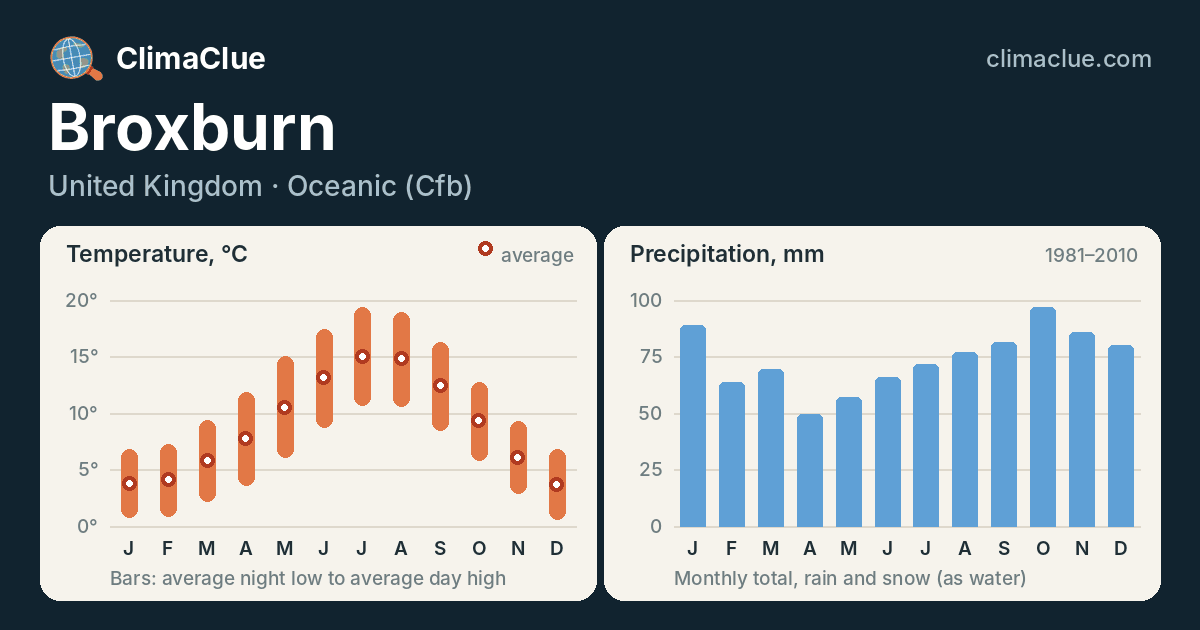 ClimaClue
climaclue.com
Broxburn
United Kingdom · Oceanic (Cfb)
Temperature, °C
average
20°
15°
10°
5°
0°
J F M A M J J A S O N D
Bars: average night low to average day high
Precipitation, mm
1981–2010
100
75
50
25
0
J F M A M J J A S O N D
Monthly total, rain and snow (as water)